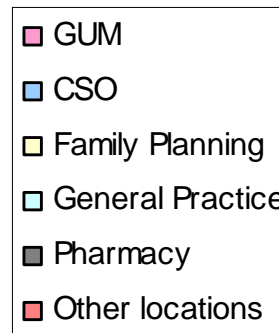 GUM
CSO
Family Planning
General Practice
Pharmacy
Other locations